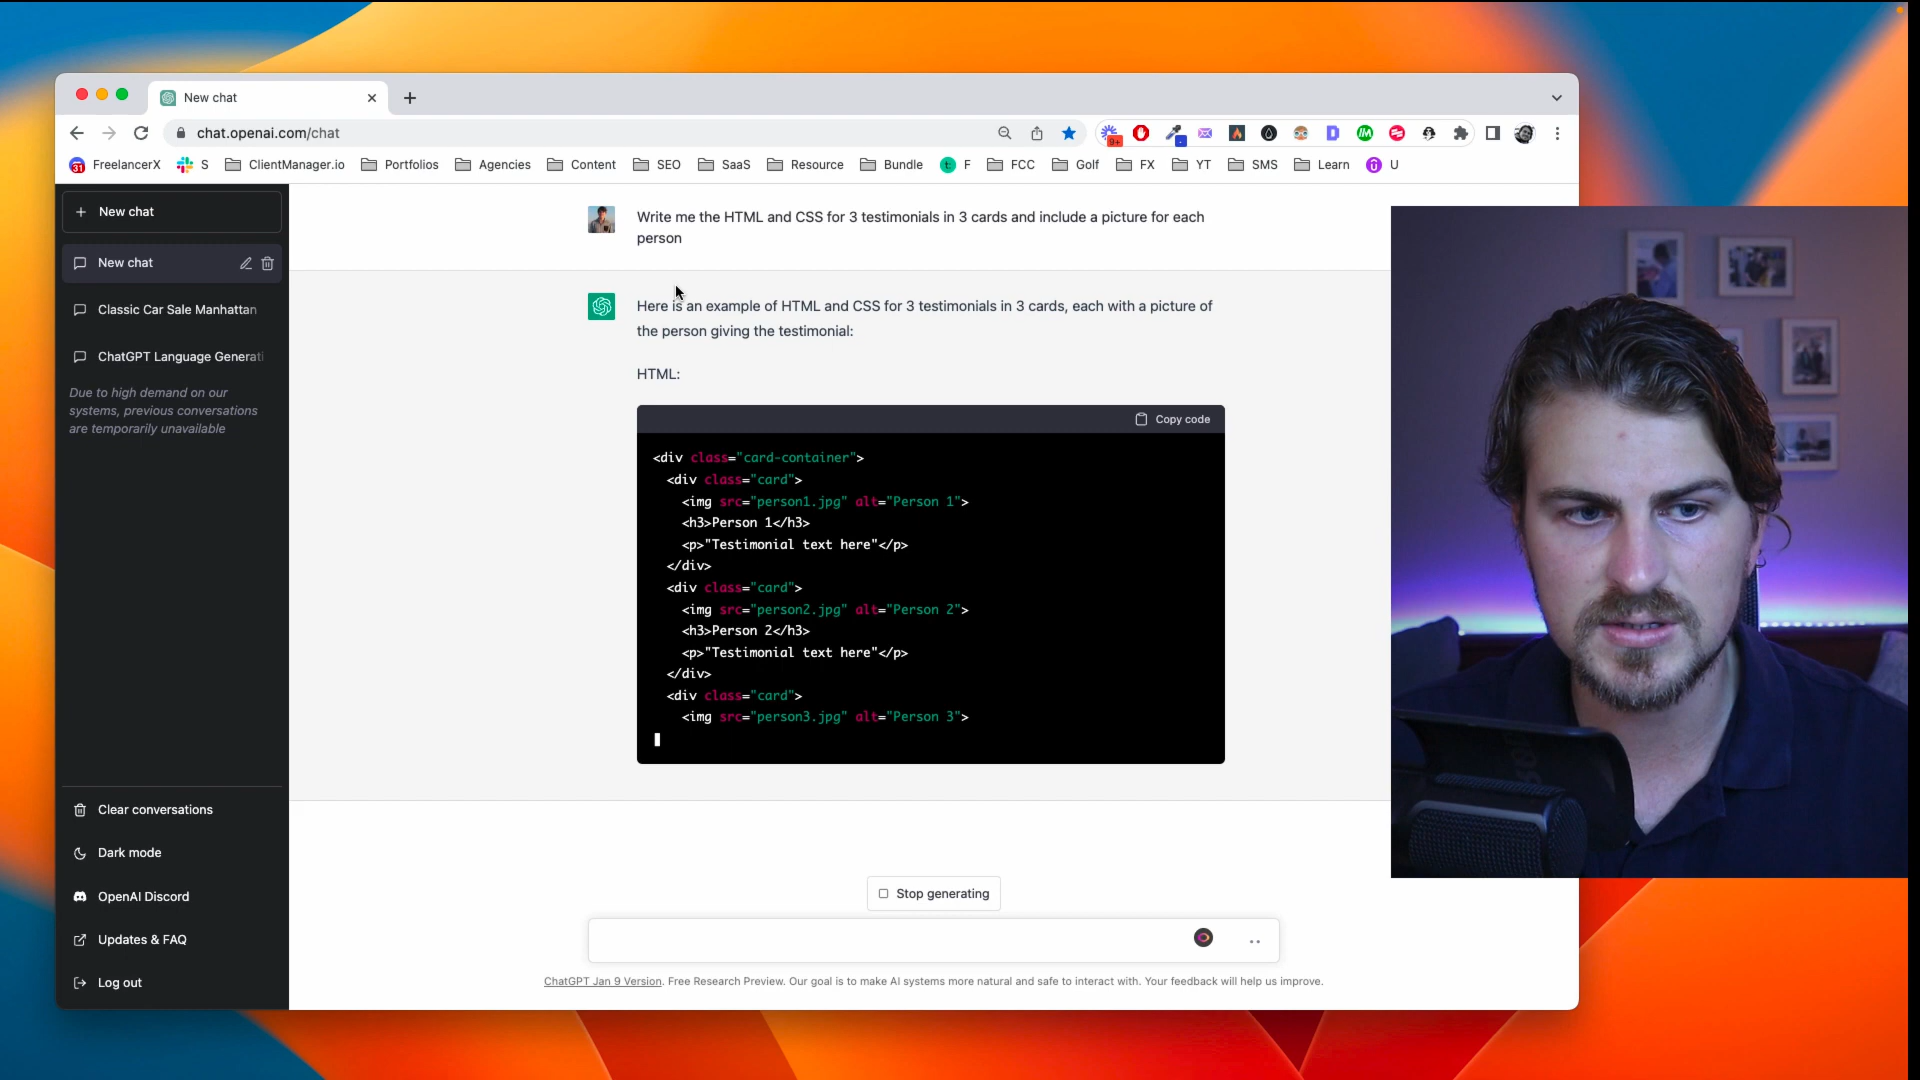 New chat
chat.openai.com/chat
9+
31
FreelancerX
S
ClientManager.io
Portfolios
Agencies
Content
SEO
SaaS
Resource
Bundle
F
FCC
Golf
FX
YT
SMS
Learn
U
New chat
New chat
Classic Car Sale Manhattan
ChatGPT Language Generati
Due to high demand on our
systems, previous conversations
are temporarily unavailable
Clear conversations
Dark mode
OpenAI Discord
Updates & FAQ
Log out
Write me the HTML and CSS for 3 testimonials in 3 cards and include a picture for each
person
Here is an example of HTML and CSS for 3 testimonials in 3 cards, each with a picture of
the person giving the testimonial:
HTML:
Copy code
<div class="card-container">
<div class="card">
<img src="person1.jpg" alt="Person 1">
<h3>Person 1</h3>
<p>"Testimonial text here"</p>
</div>
<div class="card">
<img src="person2.jpg" alt="Person 2">
<h3>Person 2</h3>
<p>"Testimonial text here"</p>
</div>
<div class="card">
<img src="person3.jpg" alt="Person 3">
Stop generating
ChatGPT Jan 9 Version. Free Research Preview. Our goal is to make AI systems more natural and safe to interact with. Your feedback will help us improve.